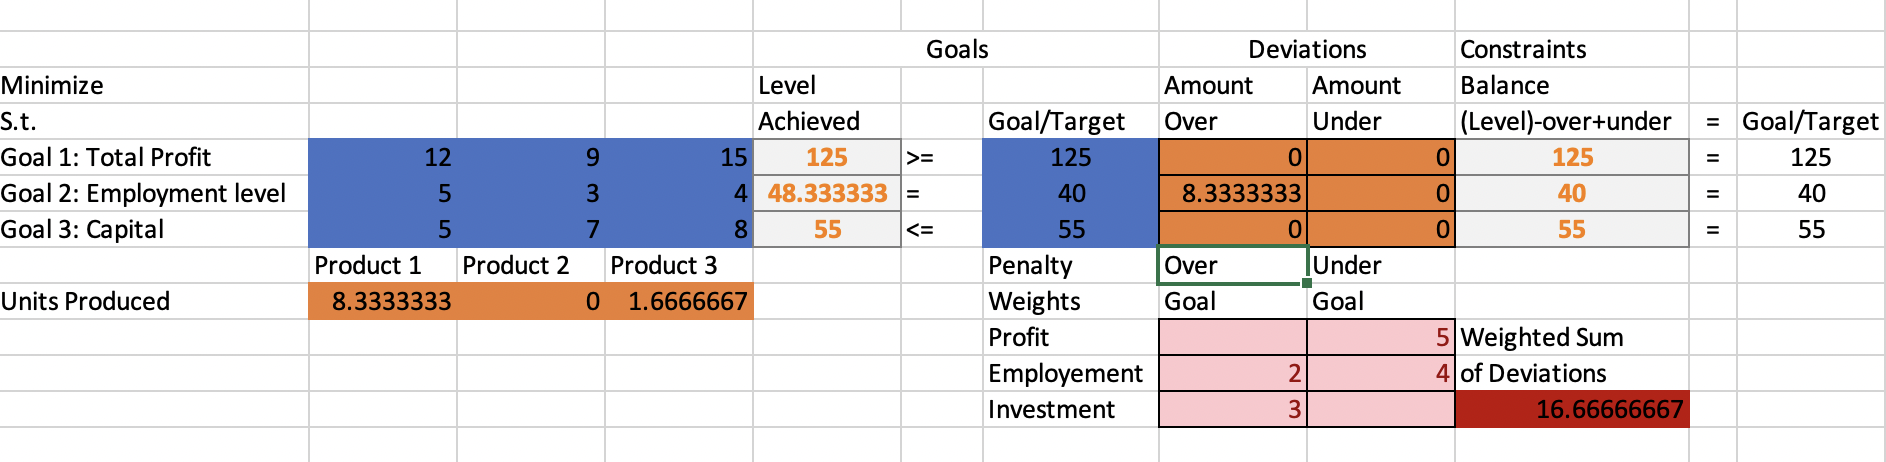 Goals Deviations Constraints
Minimize Level Amount Amount Balance
S.t. Achieved Goal/Target Over Under (Level)-over+under = Goal/Target
Goal 1: Total Profit 12 9 15 125 >= 125 0 0 125 = 125
Goal 2: Employment level 5 3 4 48.333333 = 40 8.3333333 0 40 = 40
Goal 3: Capital 5 7 8 55 <= 55 0 0 55 = 55
Product 1 Product 2 Product 3 Penalty Over Under
Units Produced 8.3333333 0 1.6666667 Weights Goal Goal
Profit 5 Weighted Sum
Employement 2 4 of Deviations
Investment 3 16.66666667